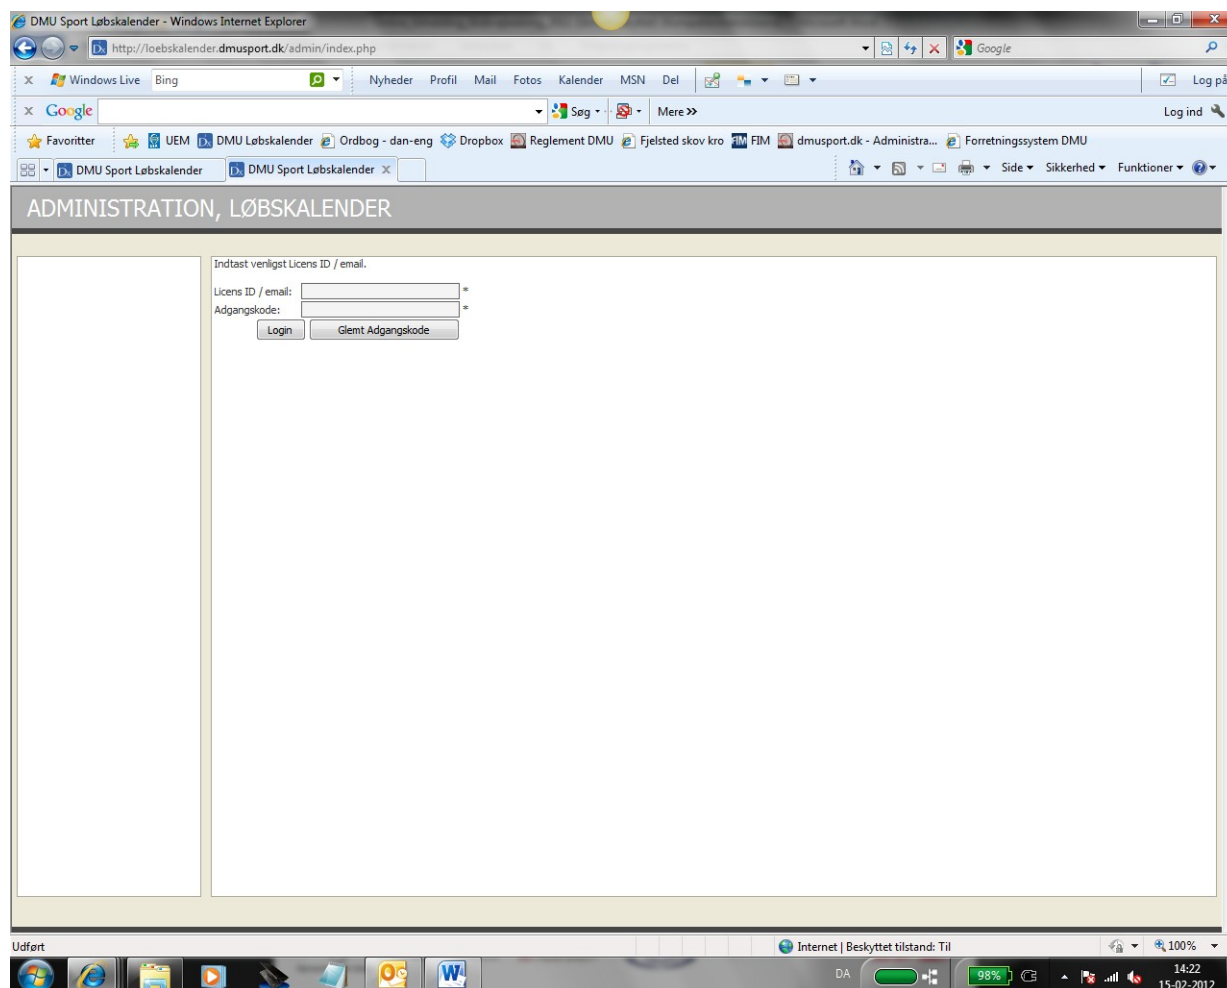 DMU Sport Løbskalender - Windows Internet Explorer
http://loebskalender.dmusport.dk/admin/index.php Google
x Windows Live Bing Nyheder Profil Mail Fotos Kalender MSN Del Log på
x Google Søg Mere >> Log ind
Favoritter UEM DMU Løbskalender Ordbog - dan-eng Dropbox Reglement DMU Fjelsted skov kro FIM dmusport.dk - Administra... Forretningssystem DMU
DMU Sport Løbskalender DMU Sport Løbskalender X Side Sikkerhed Funktioner
ADMINISTRATION, LØBSKALENDER
Indtast venligst Licens ID / email.
Licens ID / email: *
Adgangskode: *
Login Glemt Adgangskode
Udført Internet | Beskyttet tilstand: Til 100%
DA 98% 14:22
15-02-2012